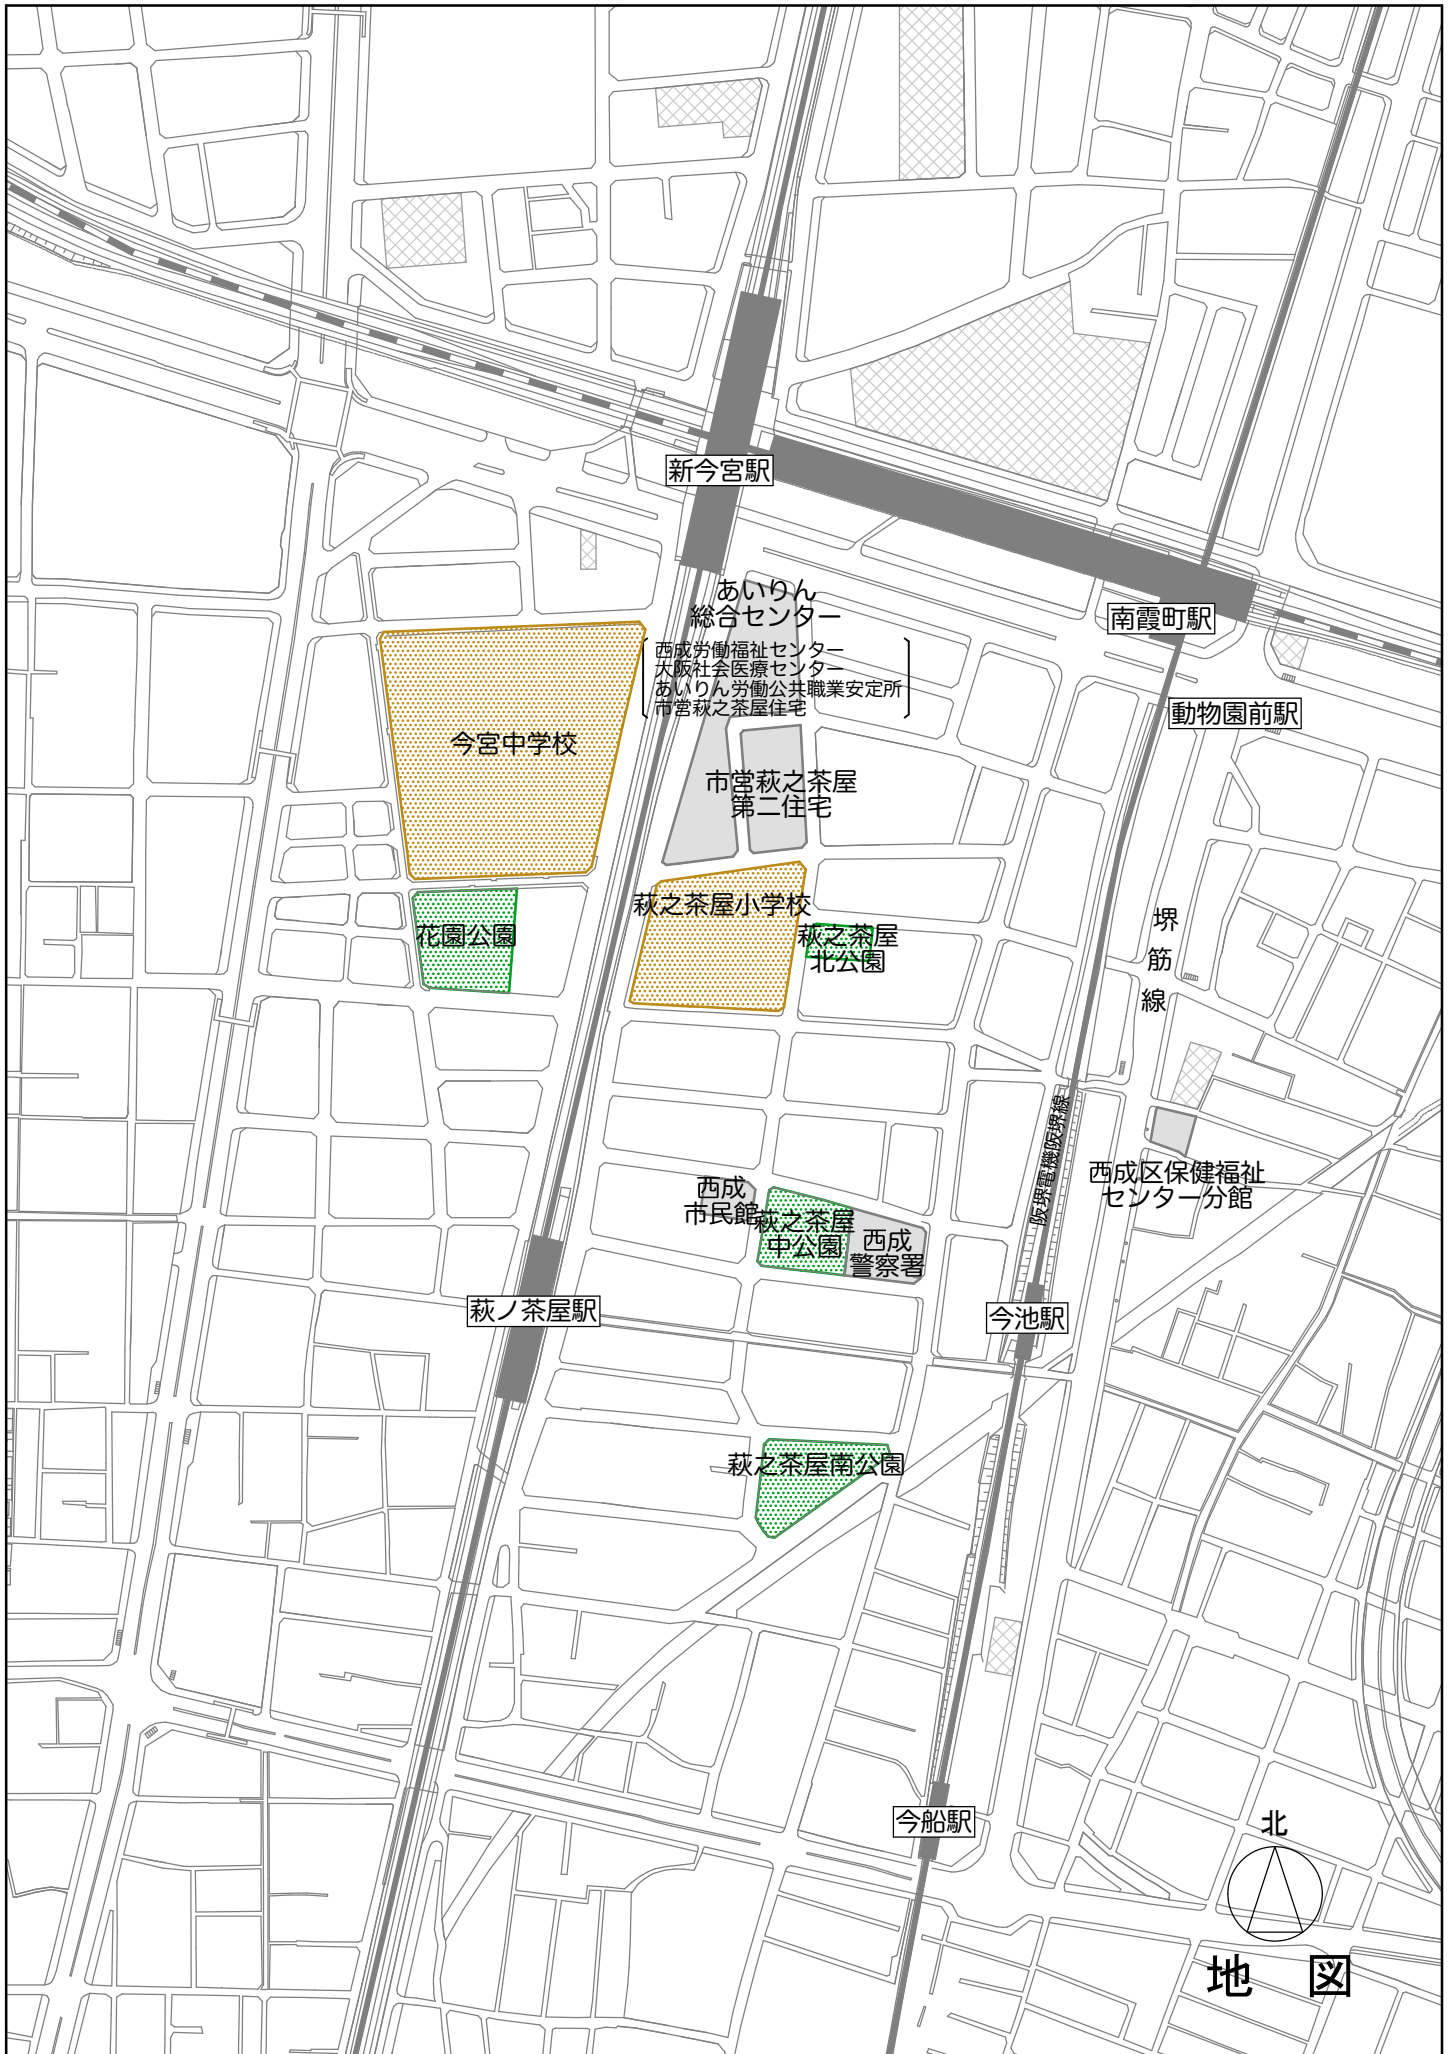 新今宮駅
あいりん
総合センター
西成労働福祉センター
大阪社会医療センター
あいりん労働公共職業安定所
市営萩之茶屋住宅
南霞町駅
動物園前駅
今宮中学校
市営萩之茶屋
第二住宅
萩之茶屋小学校
花園公園
萩之茶屋
北公園
堺
筋
線
阪堺電機阪堺線
西成区保健福祉
センター分館
西成
市民館
萩之茶屋
中公園
西成
警察署
萩ノ茶屋駅
今池駅
萩之茶屋南公園
今船駅
北
地　図